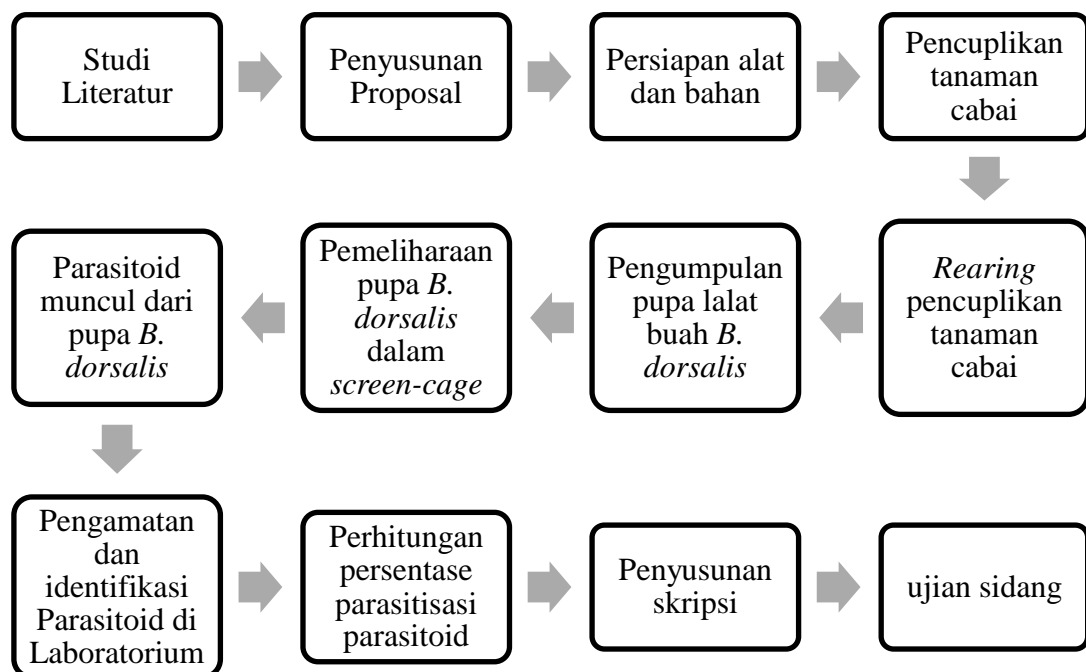 Studi
Literatur
Penyusunan
Proposal
Persiapan alat
dan bahan
Pencuplikan
tanaman
cabai
Rearing
pencuplikan
tanaman
cabai
Pengumpulan
pupa lalat
buah B.
dorsalis
Pemeliharaan
pupa B.
dorsalis
dalam
screen-cage
Parasitoid
muncul dari
pupa B.
dorsalis
Pengamatan
dan
identifikasi
Parasitoid di
Laboratorium
Perhitungan
persentase
parasitisasi
parasitoid
Penyusunan
skripsi
ujian sidang